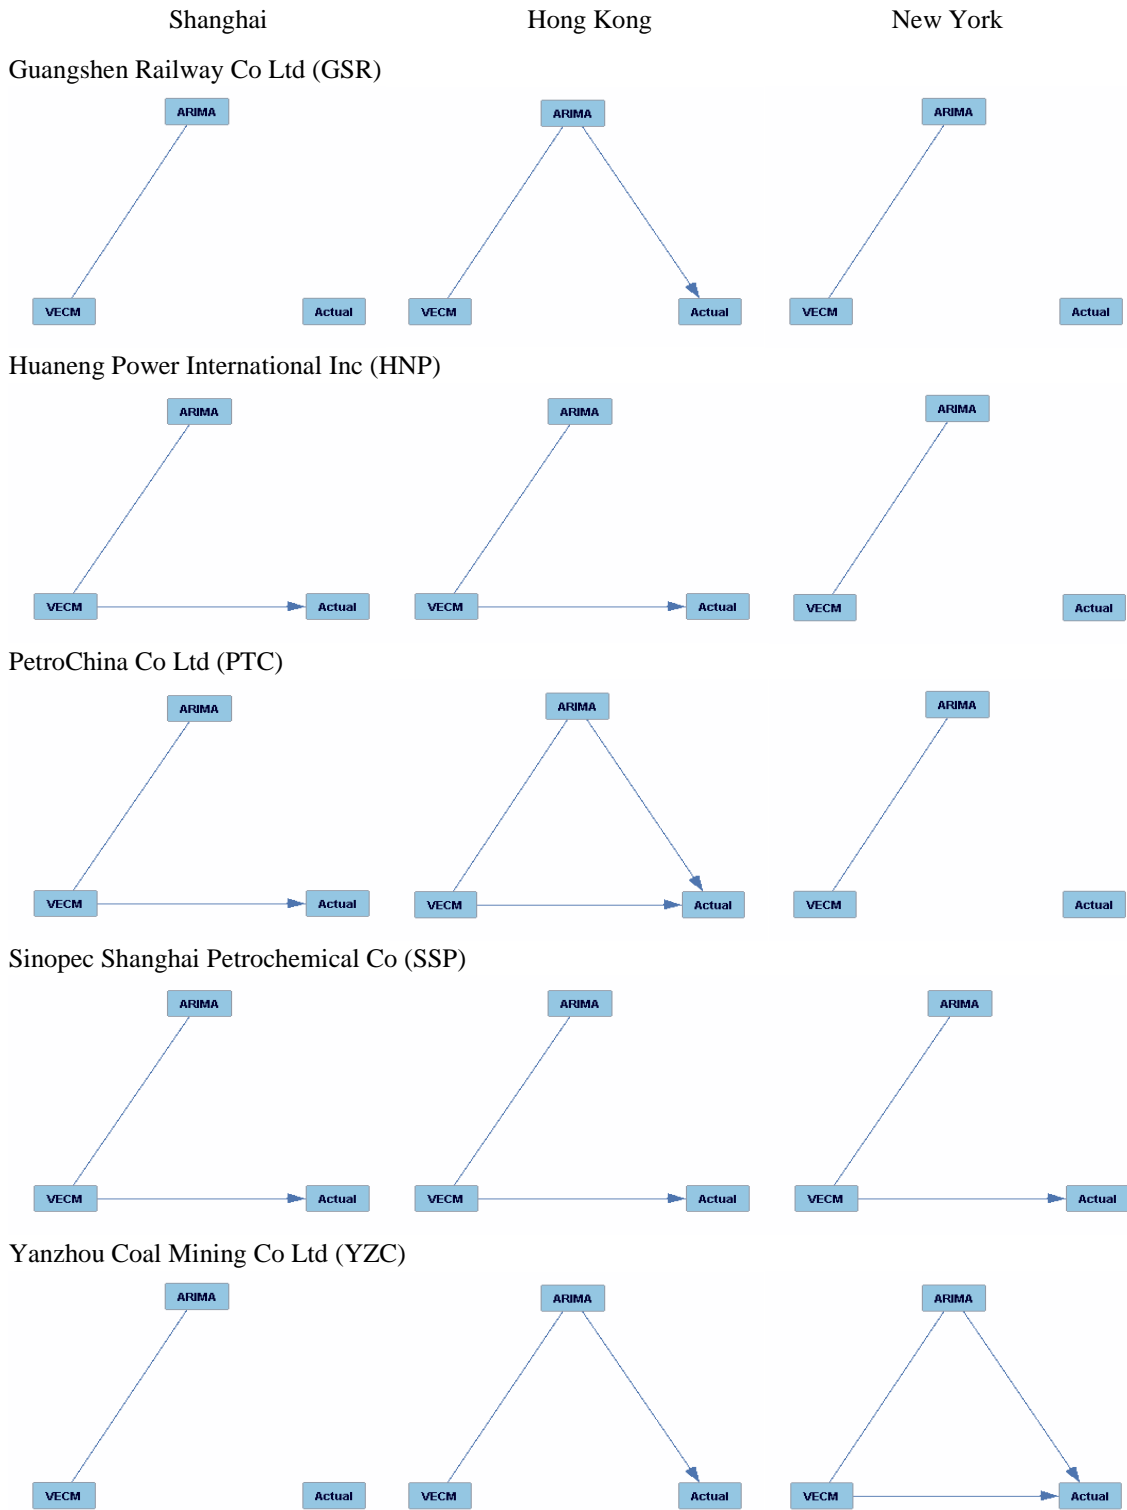 Shanghai Hong Kong New York
Guangshen Railway Co Ltd (GSR)
ARIMA ARIMA ARIMA
VECM Actual VECM Actual VECM Actual
Huaneng Power International Inc (HNP)
ARIMA ARIMA ARIMA
VECM Actual VECM Actual VECM Actual
PetroChina Co Ltd (PTC)
ARIMA ARIMA ARIMA
VECM Actual VECM Actual VECM Actual
Sinopec Shanghai Petrochemical Co (SSP)
ARIMA ARIMA ARIMA
VECM Actual VECM Actual VECM Actual
Yanzhou Coal Mining Co Ltd (YZC)
ARIMA ARIMA ARIMA
VECM Actual VECM Actual VECM Actual